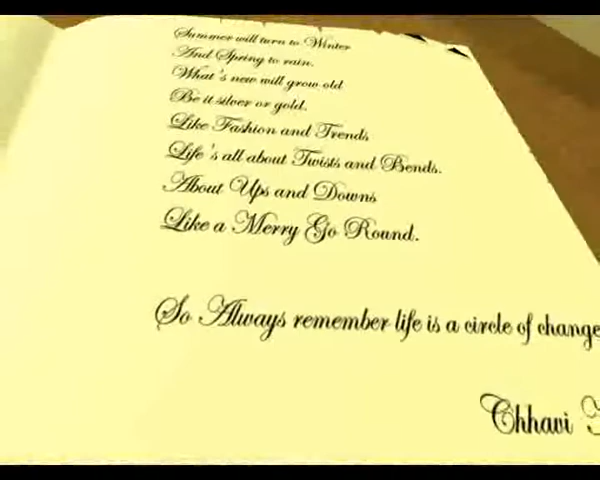 Summer will turn to Winter
And Spring to rain.
What's new will grow old
Be it silver or gold.
Like Fashion and Trends
Life's all about Twists and Bends.
About Ups and Downs
Like a Merry Go Round.
So Always remember life is a circle of change
Chhavi